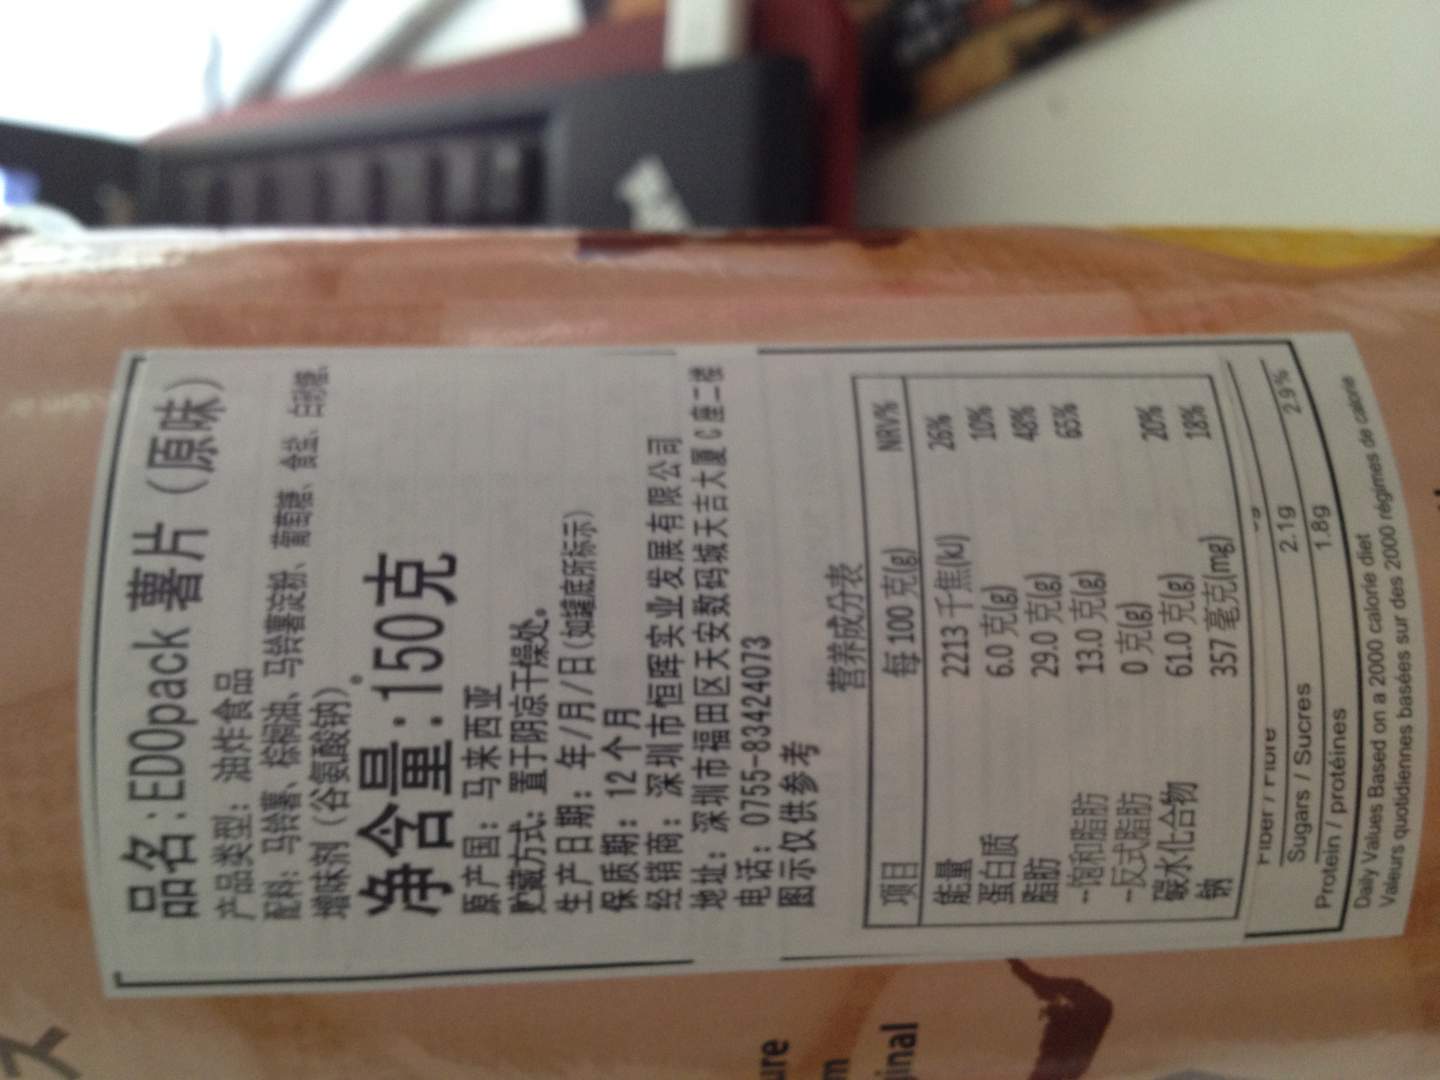 品名:EDOpack 薯片（原味）
产品类型：油炸食品
配料：马铃薯、棕榈油、马铃薯淀粉、葡萄糖、食盐、白砂糖、
增味剂（谷氨酸钠）。
净含量:150克
原产国：马来西亚
贮藏方式：置于阴凉干燥处。
生产日期：年/月/日(如罐底所标示)
保质期：12个月
经销商：深圳市恒晖实业发展有限公司
地址：深圳市福田区天安数码城天吉大厦C座二楼
电话：0755-83424073
图示仅供参考
营养成分表
项目 每 100 克(g) NRV%
能量 2213 千焦(kJ) 26%
蛋白质 6.0 克(g) 10%
脂肪 29.0 克(g) 48%
--饱和脂肪 13.0 克(g) 65%
--反式脂肪 0 克(g)
碳水化合物 61.0 克(g) 20%
钠 357 毫克(mg) 18%
Fiber / Fibre
Sugars / Sucres 2.1g 2.9%
Protein / protéines 1.8g
Daily Values Based on a 2000 calorie diet
Valeurs quotidiennes basées sur des 2000 régimes de calorie